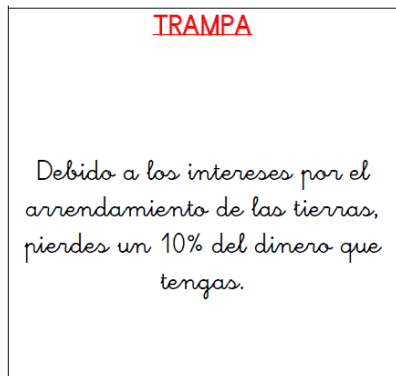 TRAMPA
Debido a los intereses por el
arrendamiento de las tierras,
pierdes un 10% del dinero que
tengas.